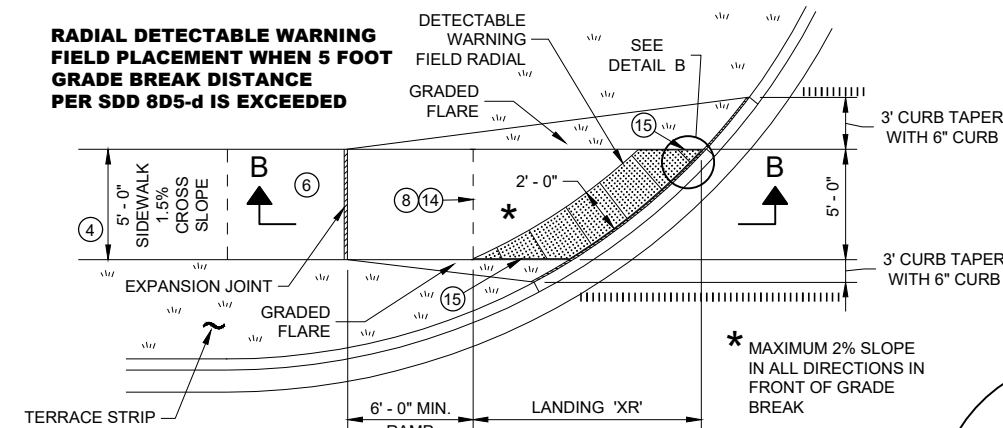 RADIAL DETECTABLE WARNING
FIELD PLACEMENT WHEN 5 FOOT
GRADE BREAK DISTANCE
PER SDD 8D5-d IS EXCEEDED
DETECTABLE
WARNING
FIELD RADIAL
SEE
DETAIL B
GRADED
FLARE
15
3' CURB TAPER
WITH 6" CURB
4
5' - 0"
SIDEWALK
1.5%
CROSS
SLOPE
B
6
8 14
*
2' - 0"
B
5' - 0"
EXPANSION JOINT
GRADED
FLARE
15
3' CURB TAPER
WITH 6" CURB
TERRACE STRIP
6' - 0" MIN.
RAMP
LANDING 'XR'
* MAXIMUM 2% SLOPE
IN ALL DIRECTIONS IN
FRONT OF GRADE
BREAK